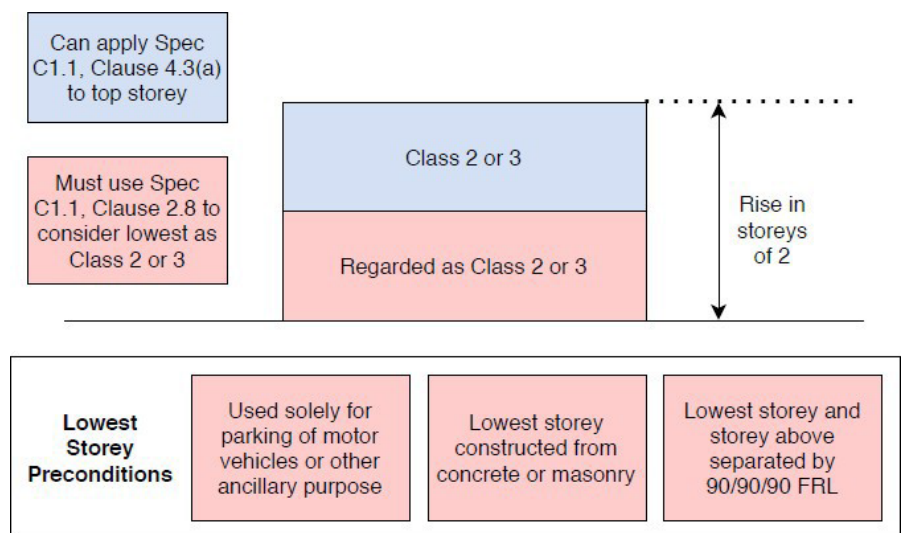 Can apply Spec
C1.1, Clause 4.3(a)
to top storey
Must use Spec
C1.1, Clause 2.8 to
consider lowest as
Class 2 or 3
Class 2 or 3
Regarded as Class 2 or 3
Rise in
storeys
of 2
Lowest
Storey
Preconditions
Used solely for
parking of motor
vehicles or other
ancillary purpose
Lowest storey
constructed from
concrete or masonry
Lowest storey and
storey above
separated by
90/90/90 FRL